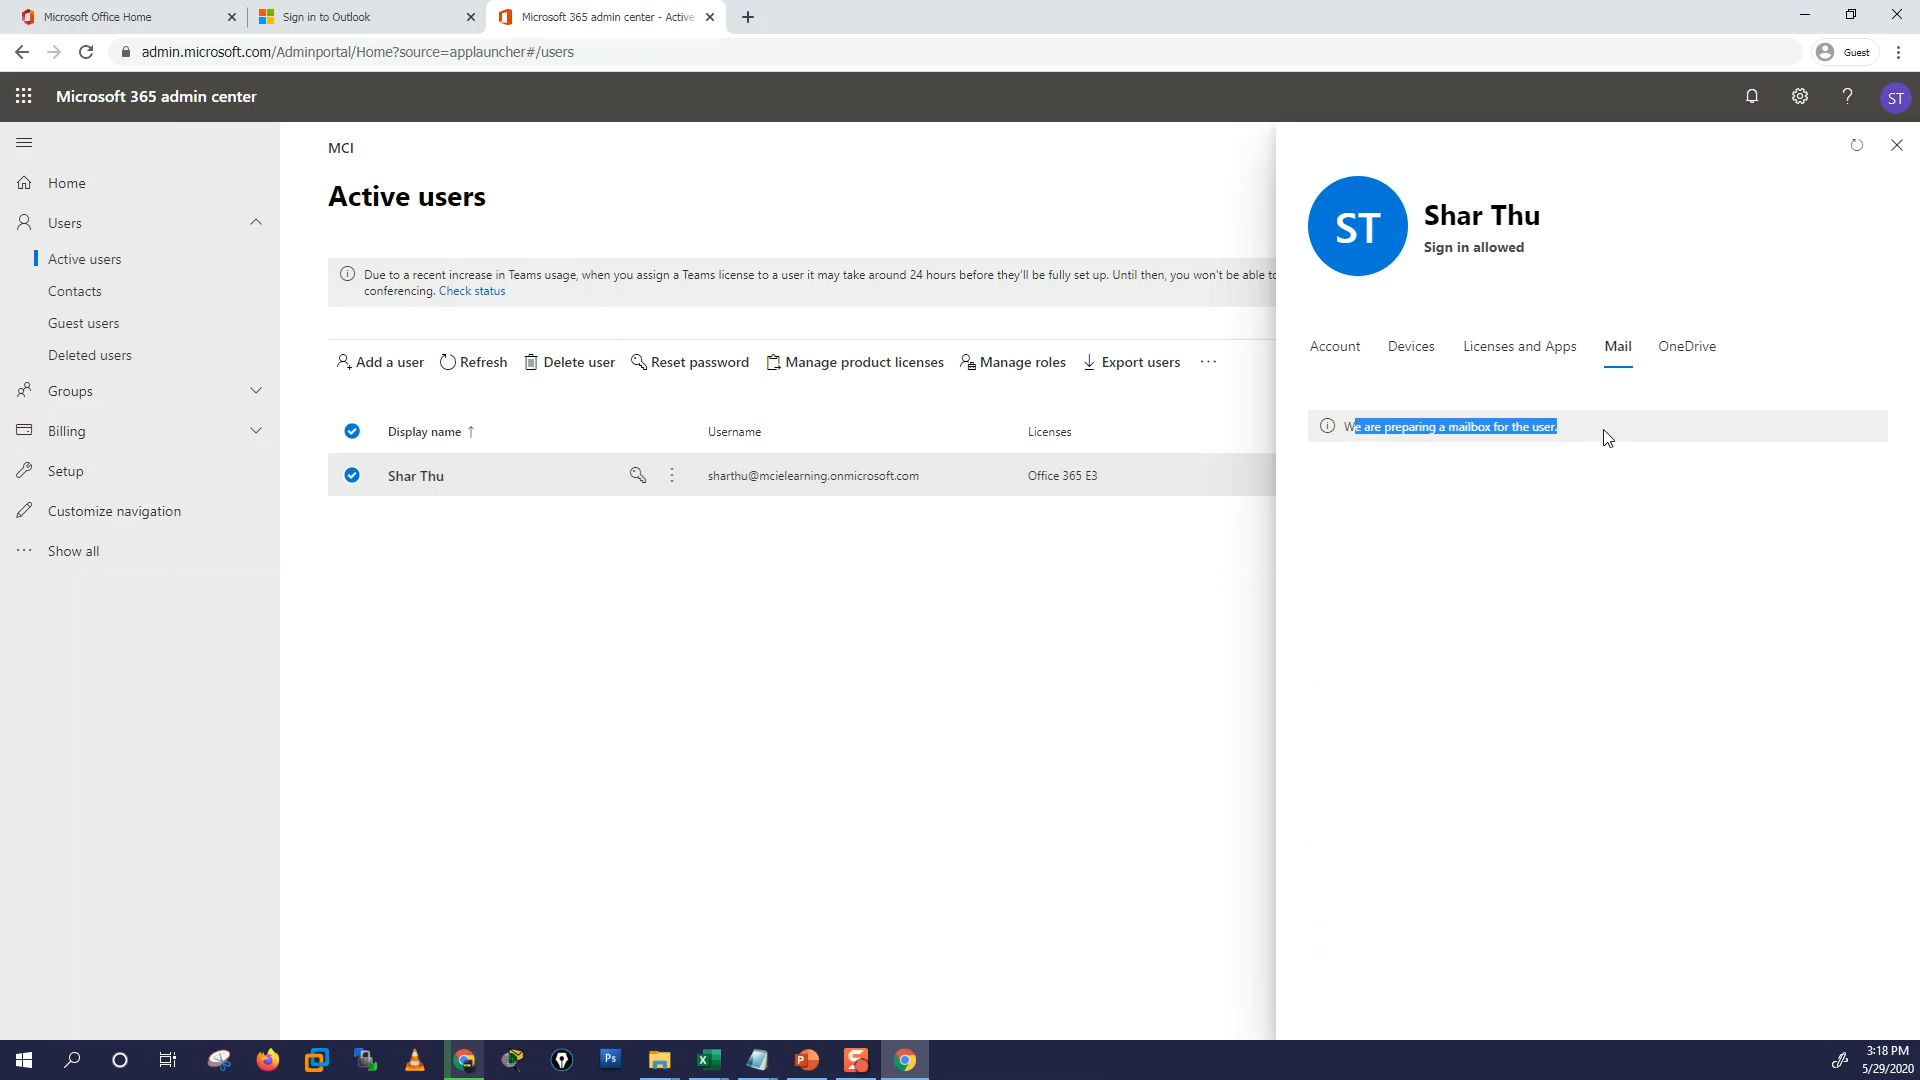 Microsoft Office Home
Sign in to Outlook
Microsoft 365 admin center - Active
admin.microsoft.com/Adminportal/Home?source=applauncher#/users
Guest
Microsoft 365 admin center
ST
Home
Users
Active users
Contacts
Guest users
Deleted users
Groups
Billing
Setup
Customize navigation
Show all
MCI
Active users
Due to a recent increase in Teams usage, when you assign a Teams license to a user it may take around 24 hours before they'll be fully set up. Until then, you won't be able to
conferencing. Check status
Add a user
Refresh
Delete user
Reset password
Manage product licenses
Manage roles
Export users
Display name
Username
Licenses
Shar Thu
sharthu@mcielearning.onmicrosoft.com
Office 365 E3
ST
Shar Thu
Sign in allowed
Account
Devices
Licenses and Apps
Mail
OneDrive
We are preparing a mailbox for the user.
Ps
3:18 PM
5/29/2020